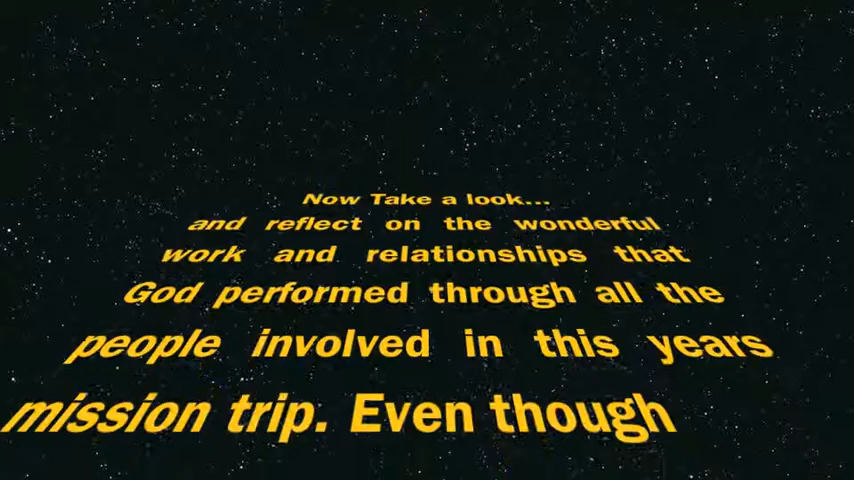 Now Take a look...
and reflect on the wonderful
work and relationships that
God performed through all the
people involved in this years
mission trip. Even though